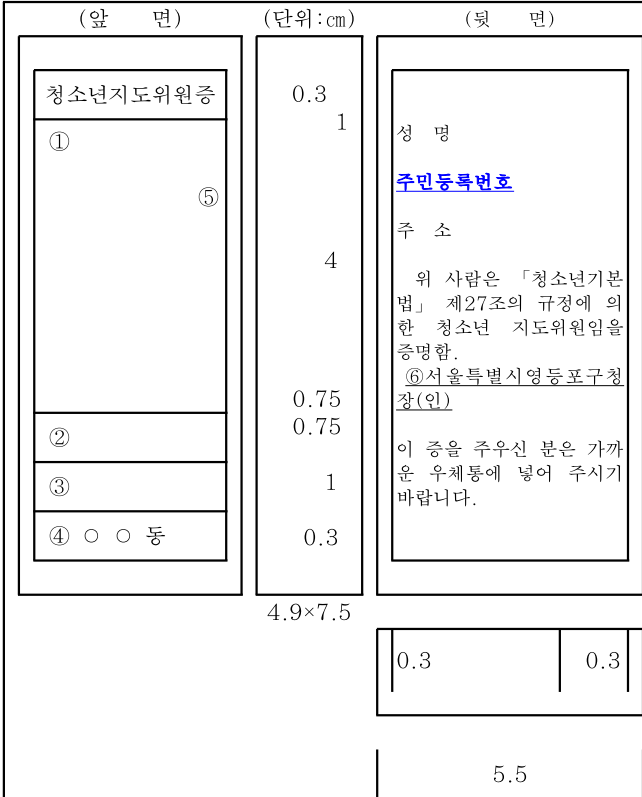 (앞 면)
(단위:㎝)
(뒷 면)
청소년지도위원증
①
⑤
②
③
④ ○ ○ 동
0.3
1
4
0.75
0.75
1
0.3
4.9×7.5
성 명
주민등록번호
주 소
위 사람은 「청소년기본
법」 제27조의 규정에 의
한 청소년 지도위원임을
증명함.
⑥서울특별시영등포구청
장(인)
이 증을 주우신 분은 가까
운 우체통에 넣어 주시기
바랍니다.
0.3
0.3
5.5